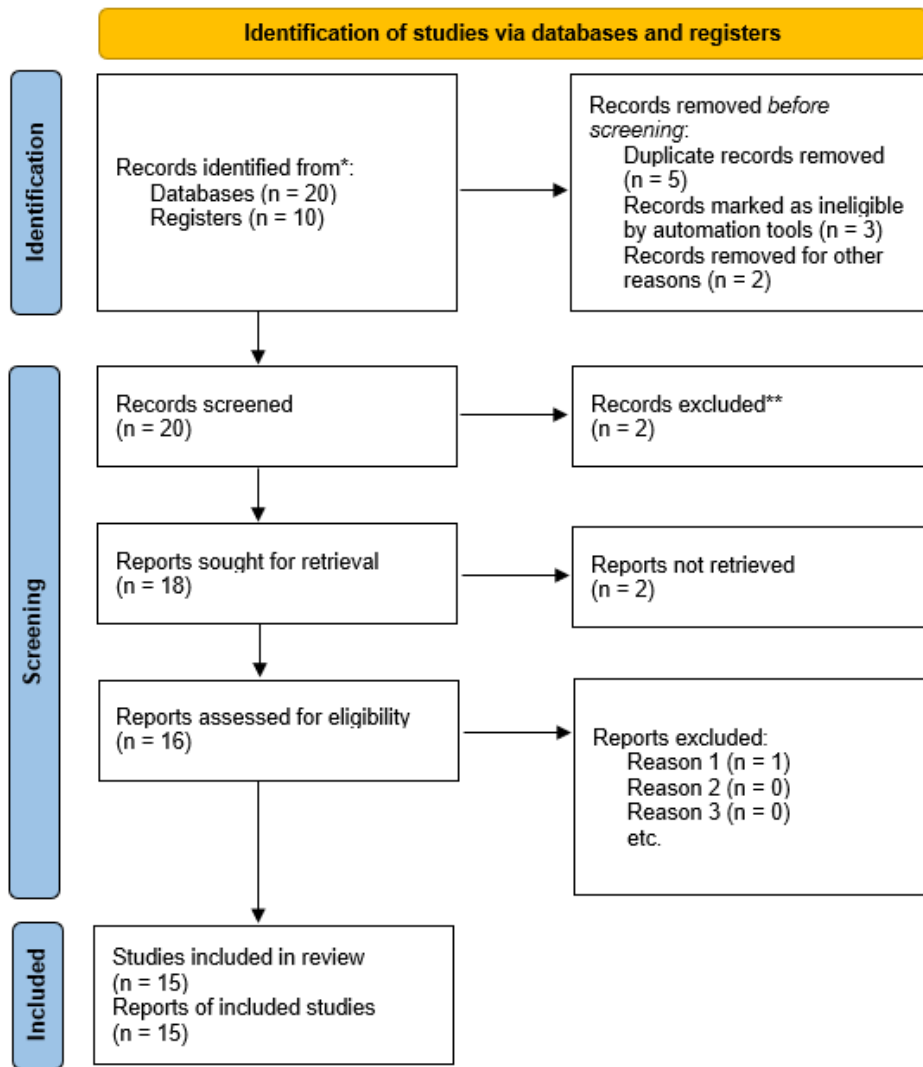 Identification of studies via databases and registers
Identification
Records identified from*:
Databases (n = 20)
Registers (n = 10)
Records removed before
screening:
Duplicate records removed
(n = 5)
Records marked as ineligible
by automation tools (n = 3)
Records removed for other
reasons (n = 2)
Screening
Records screened
(n = 20)
Records excluded**
(n = 2)
Reports sought for retrieval
(n = 18)
Reports not retrieved
(n = 2)
Reports assessed for eligibility
(n = 16)
Reports excluded:
Reason 1 (n = 1)
Reason 2 (n = 0)
Reason 3 (n = 0)
etc.
Included
Studies included in review
(n = 15)
Reports of included studies
(n = 15)